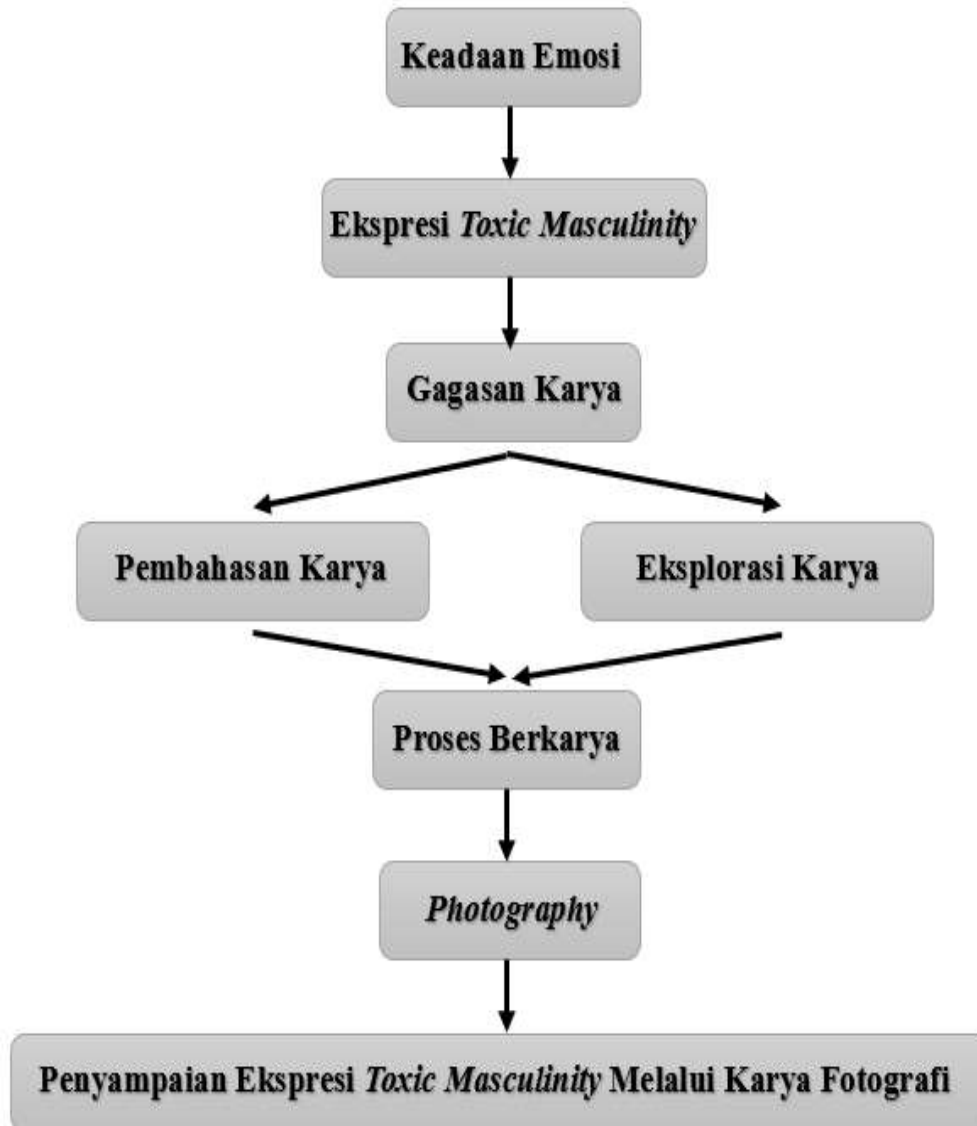 Keadaan Emosi
Ekspresi Toxic Masculinity
Gagasan Karya
Pembahasan Karya
Eksplorasi Karya
Proses Berkarya
Photography
Penyampaian Ekspresi Toxic Masculinity Melalui Karya Fotografi